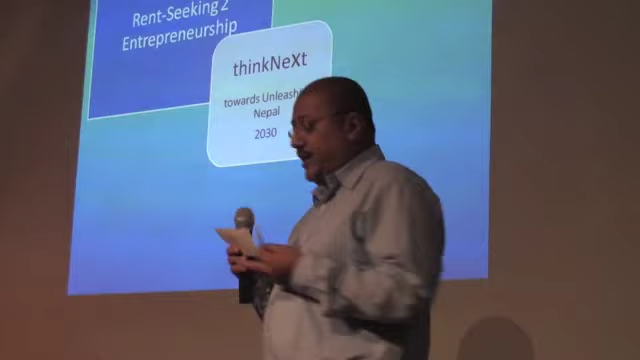 Rent-Seeking 2
Entrepreneurship
thinkNeXt
towards
Nepal
2030